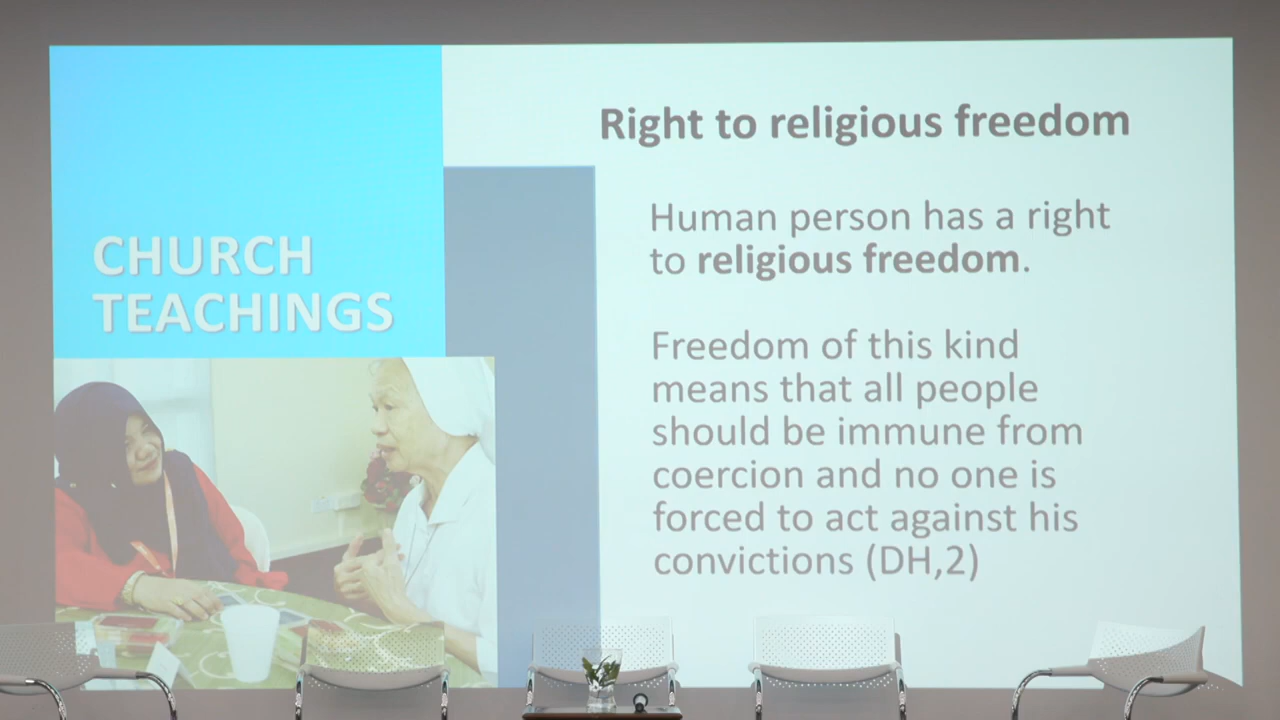 Right to religious freedom
CHURCH
TEACHINGS
Human person has a right
to religious freedom.
Freedom of this kind
means that all people
should be immune from
coercion and no one is
forced to act against his
convictions (DH,2)